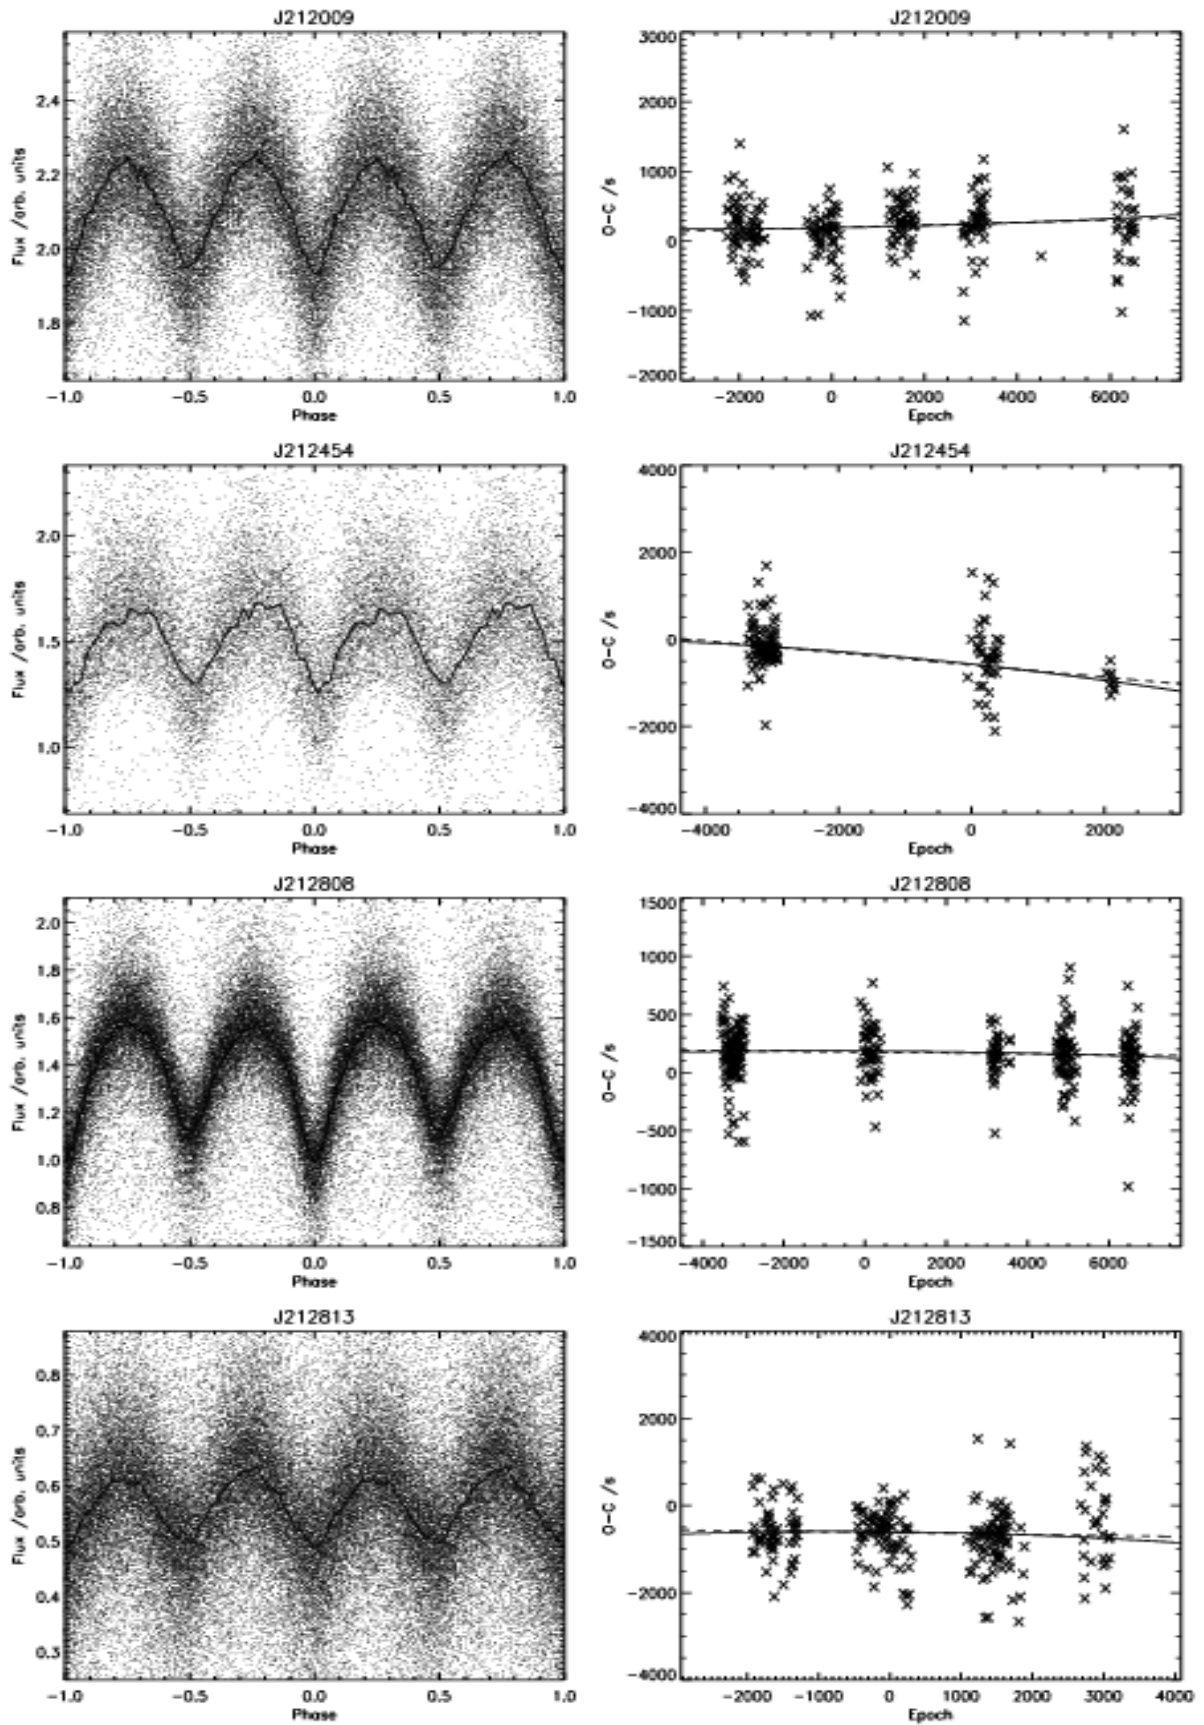 J212009
J212009
2.4
2.2
2.0
1.8
Flux /arb. units
-1.0 -0.5 0.0 0.5 1.0
Phase
3000
2000
1000
0
-1000
-2000
O-C /s
-2000 0 2000 4000 6000
Epoch
J212454
J212454
2.0
1.5
1.0
Flux /arb. units
-1.0 -0.5 0.0 0.5 1.0
Phase
4000
2000
0
-2000
-4000
O-C /s
-4000 -2000 0 2000
Epoch
J212808
J212808
2.0
1.8
1.6
1.4
1.2
1.0
0.8
Flux /arb. units
-1.0 -0.5 0.0 0.5 1.0
Phase
1500
1000
500
0
-500
-1000
-1500
O-C /s
-4000 -2000 0 2000 4000 6000
Epoch
J212813
J212813
0.8
0.7
0.6
0.5
0.4
0.3
Flux /arb. units
-1.0 -0.5 0.0 0.5 1.0
Phase
4000
2000
0
-2000
-4000
O-C /s
-2000 -1000 0 1000 2000 3000 4000
Epoch